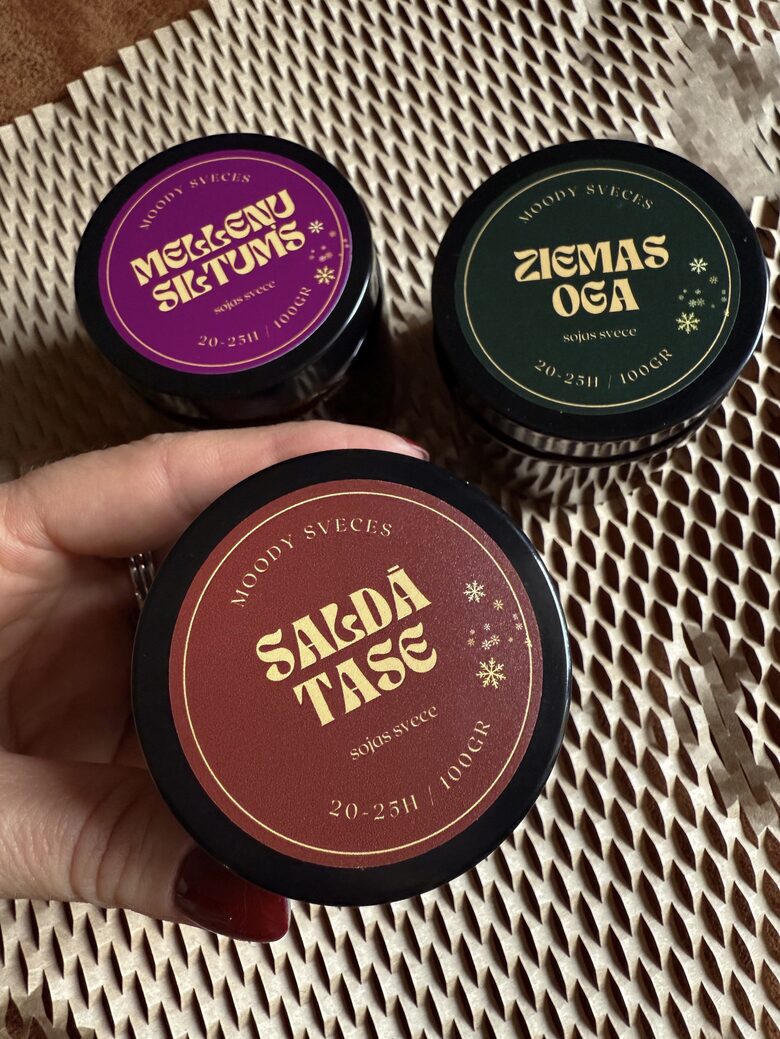 MOODY SVECES
MELLEŅU
SILTUMS
sojas svece
20-25H / 100GR
MOODY SVECES
ZIEMAS
OGA
sojas svece
20-25H / 100GR
MOODY SVECES
SALDĀ
TASE
sojas svece
20-25H / 100GR